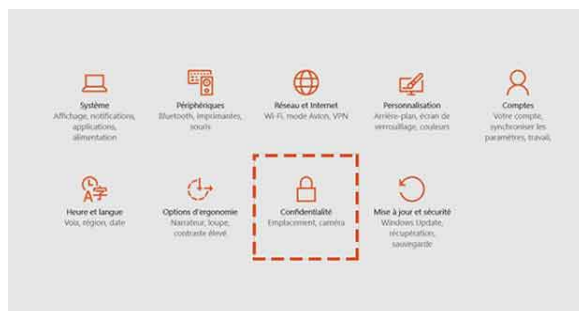 Système
Affichage, notifications,
applications,
alimentation
Périphériques
Bluetooth, imprimantes,
souris
Réseau et Internet
Wi-Fi, mode Avion, VPN
Personnalisation
Arrière-plan, écran de
verrouillage, couleurs
Comptes
Votre compte,
synchroniser les
paramètres, travail,
Heure et langue
Voix, région, date
Options d'ergonomie
Narrateur, loupe,
contraste élevé
Confidentialité
Emplacement, caméra
Mise à jour et sécurité
Windows Update,
récupération,
sauvegarde